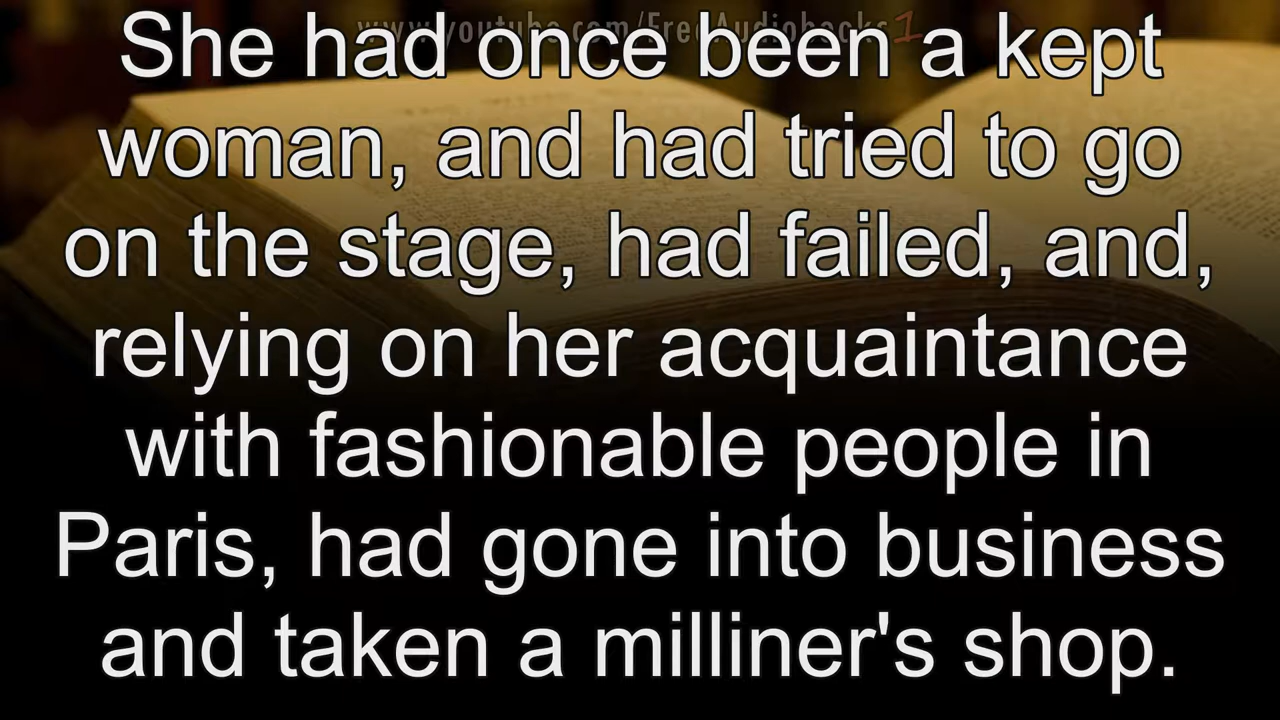 www.youtube.com/FreeAudiobooks1
She had once been a kept
woman, and had tried to go
on the stage, had failed, and,
relying on her acquaintance
with fashionable people in
Paris, had gone into business
and taken a milliner's shop.